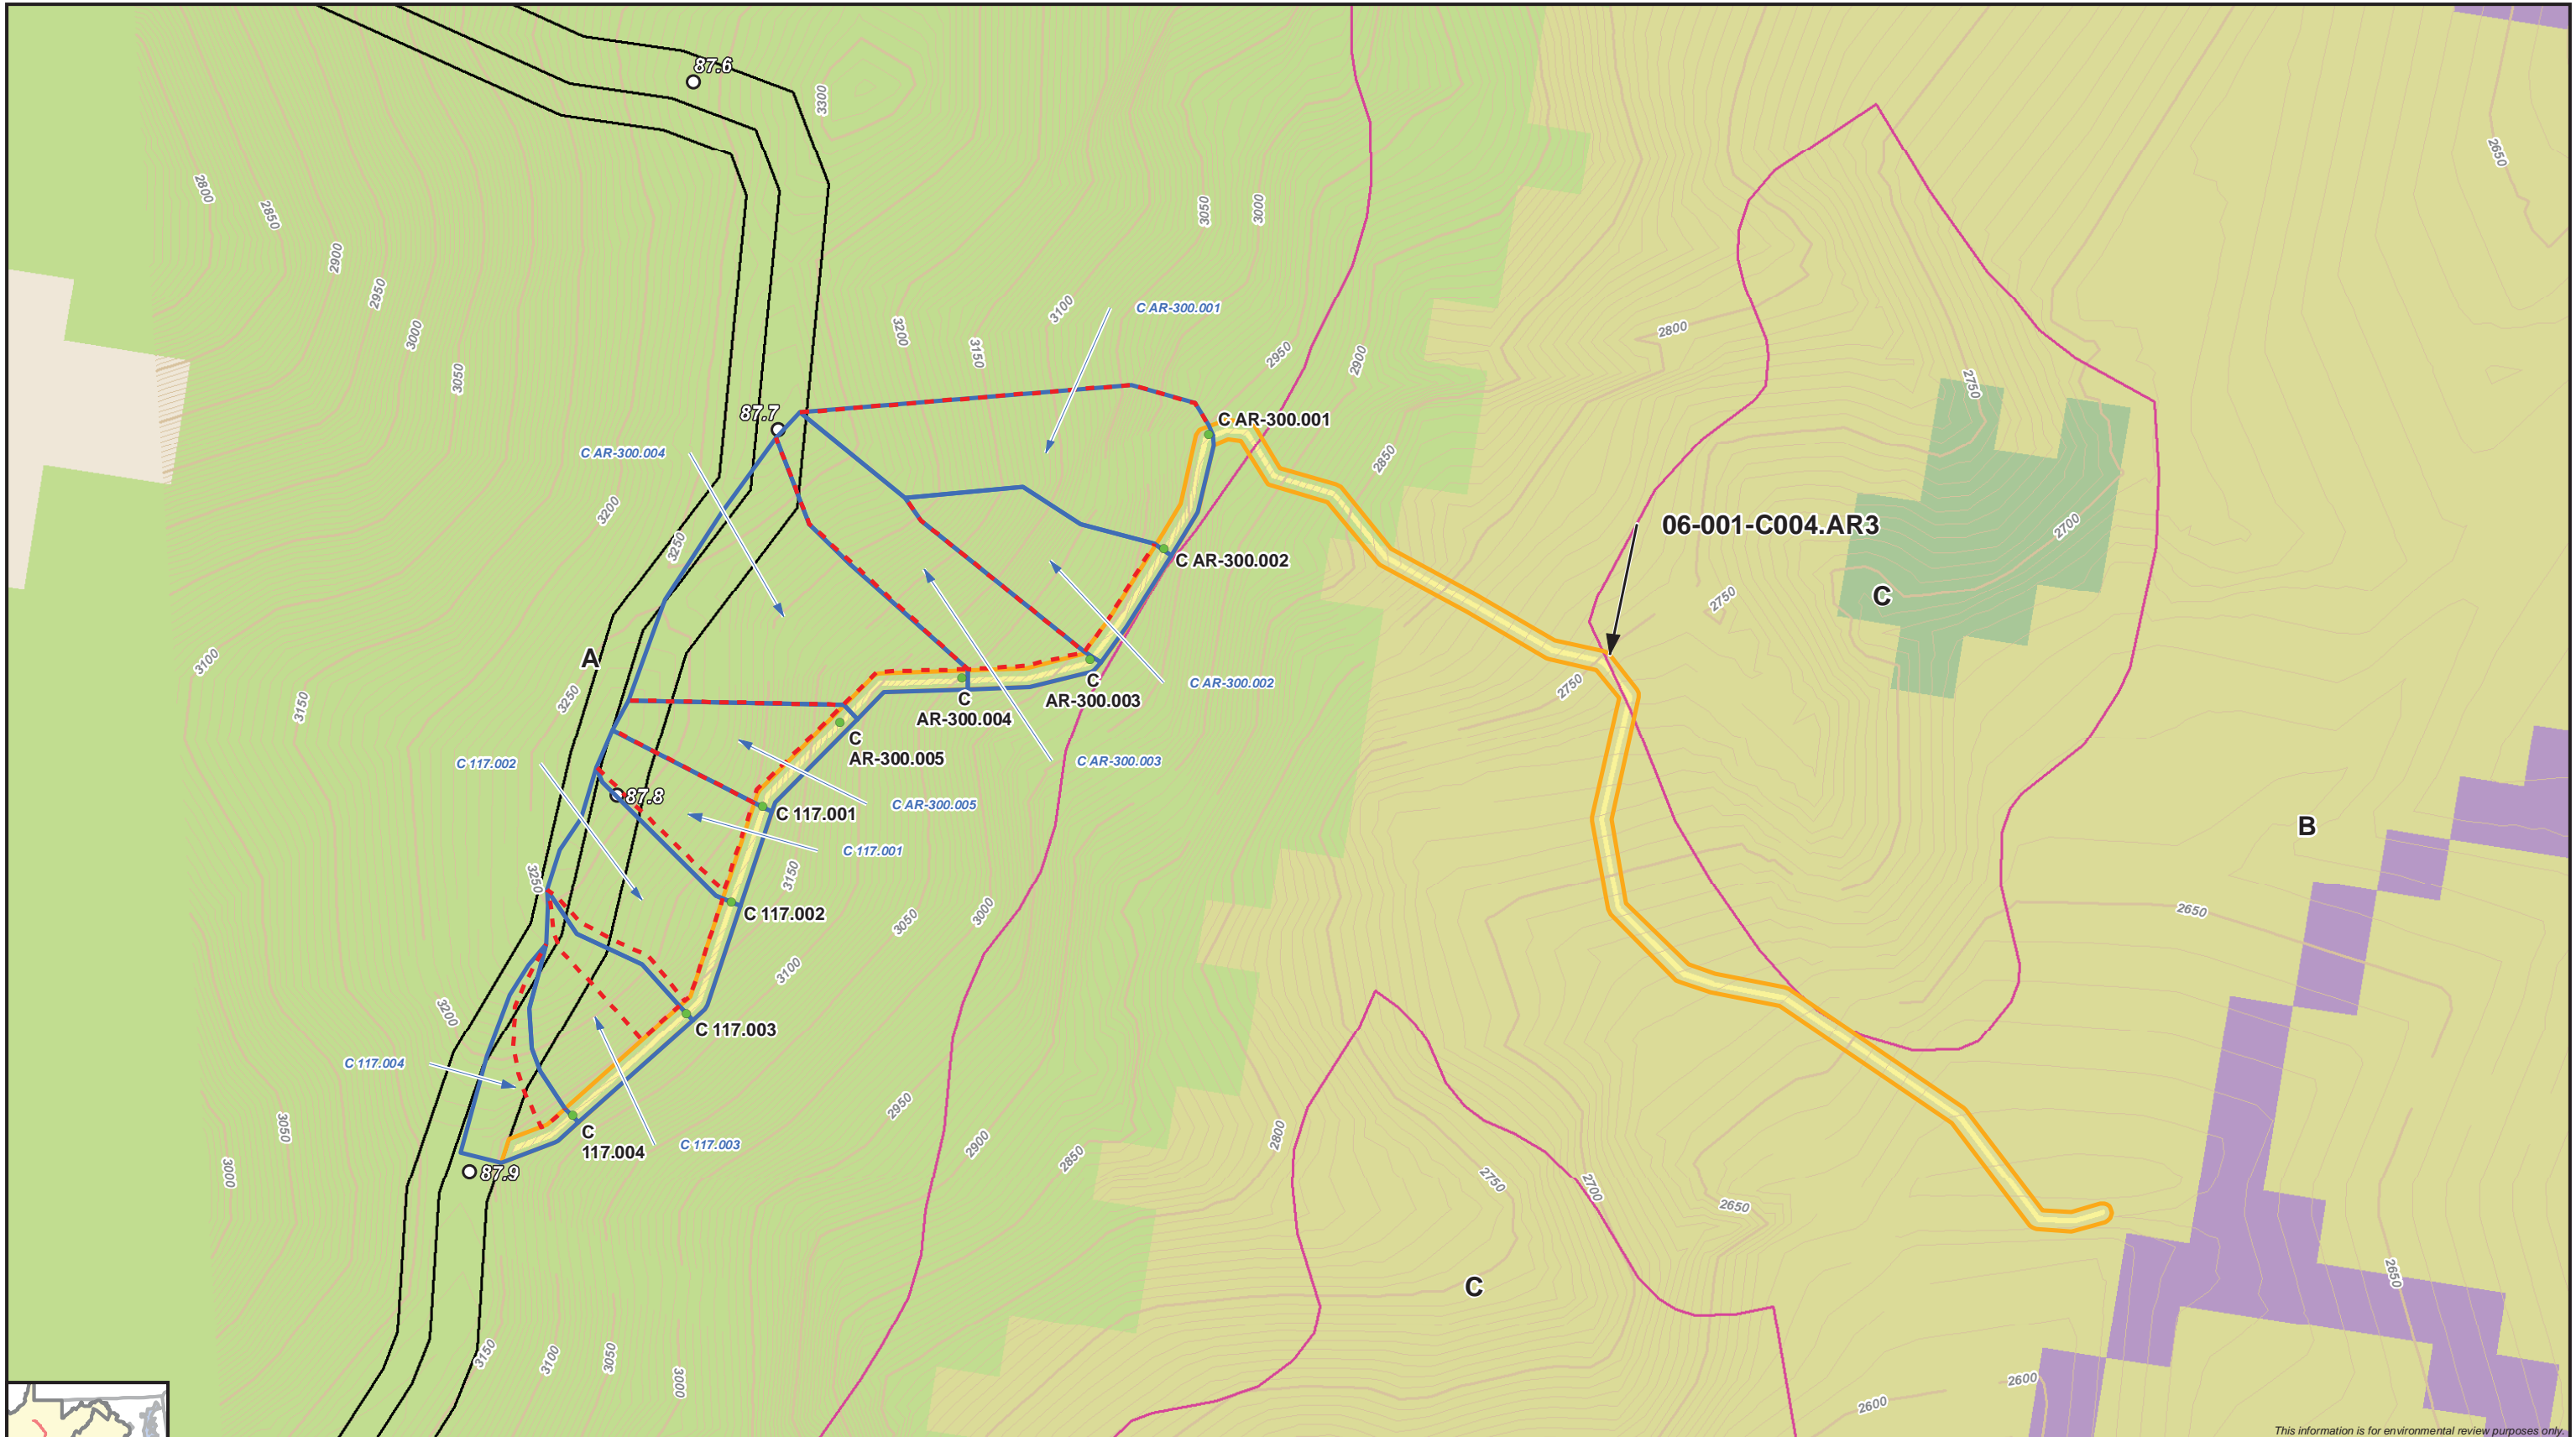 87.6
3300
2650
2800
2850
3050
3000
2900
2950
C AR-300.001
3100
3000
3200
2800
3150
2950
2900
3050
2750
87.7
C AR-300.001
C AR-300.004
2850
3200
06-001-C004.AR3
2700
3250
C AR-300.002
C
2750
A
3100
C
AR-300.003
C AR-300.002
2750
3250
3150
C
AR-300.004
C
AR-300.005
C 117.002
C AR-300.003
87.8
C AR-300.005
C 117.001
B
C 117.001
3250
3150
C 117.002
3050
3000
2650
3100
3200
C 117.003
C 117.004
2950
3050
C
117.004
C 117.003
2900
2850
2800
3000
87.9
2750
2700
2650
C
2650
3150
3100
3050
3000
2600
2600
This information is for environmental review purposes only.